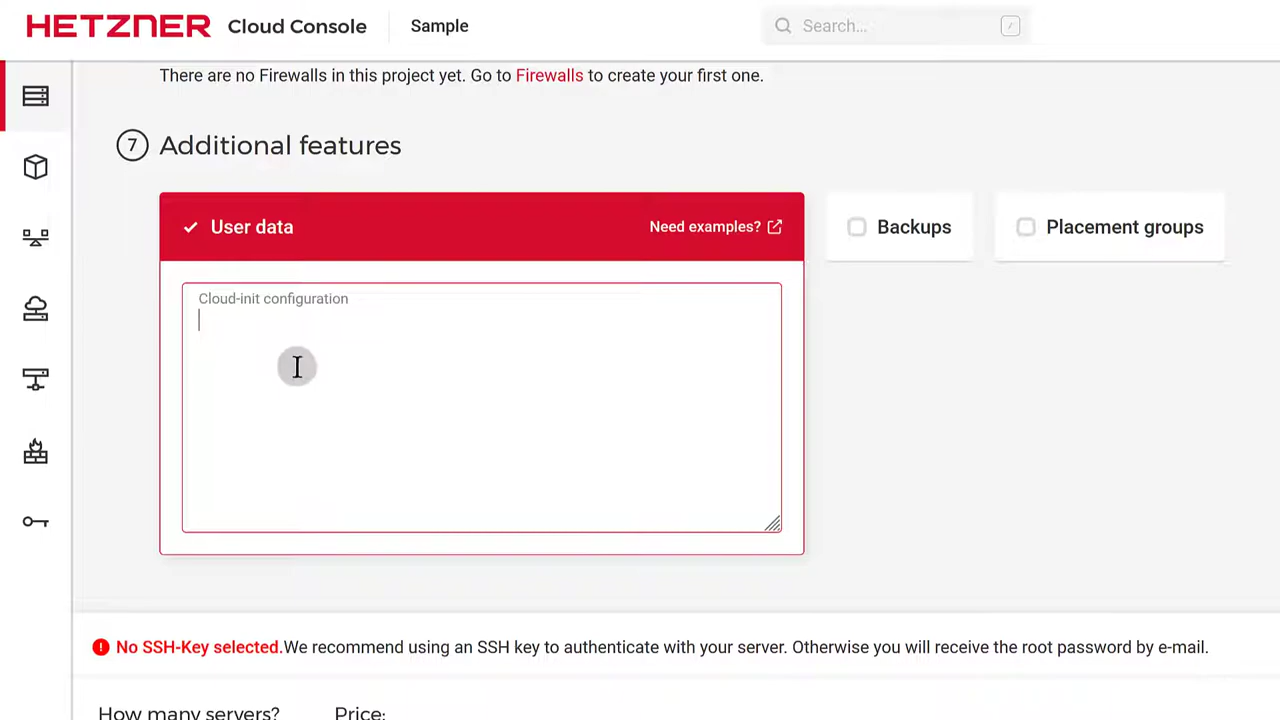 HETZNER Cloud Console Sample Search... /
There are no Firewalls in this project yet. Go to Firewalls to create your first one.
7 Additional features
User data Need examples? Backups Placement groups
Cloud-init configuration
No SSH-Key selected.We recommend using an SSH key to authenticate with your server. Otherwise you will receive the root password by e-mail.
How many servers? Price: